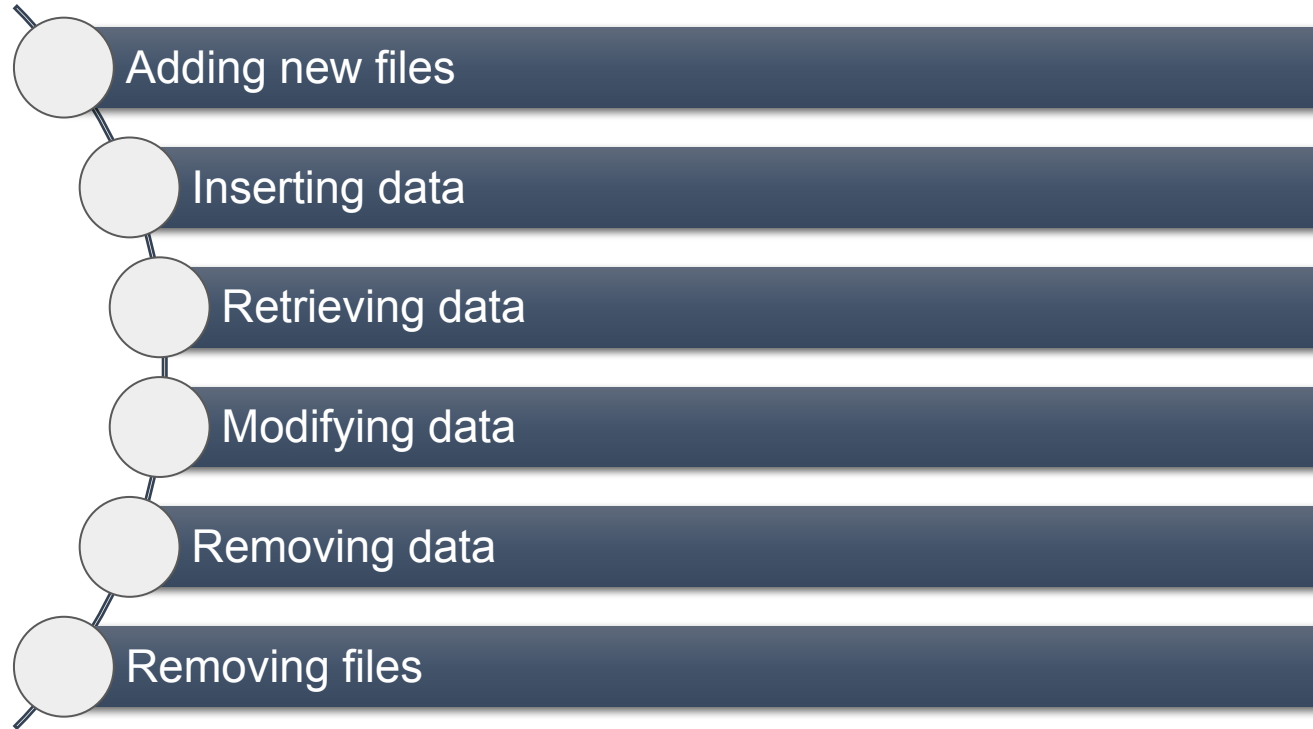 Adding new files
Inserting data
Retrieving data
Modifying data
Removing data
Removing files